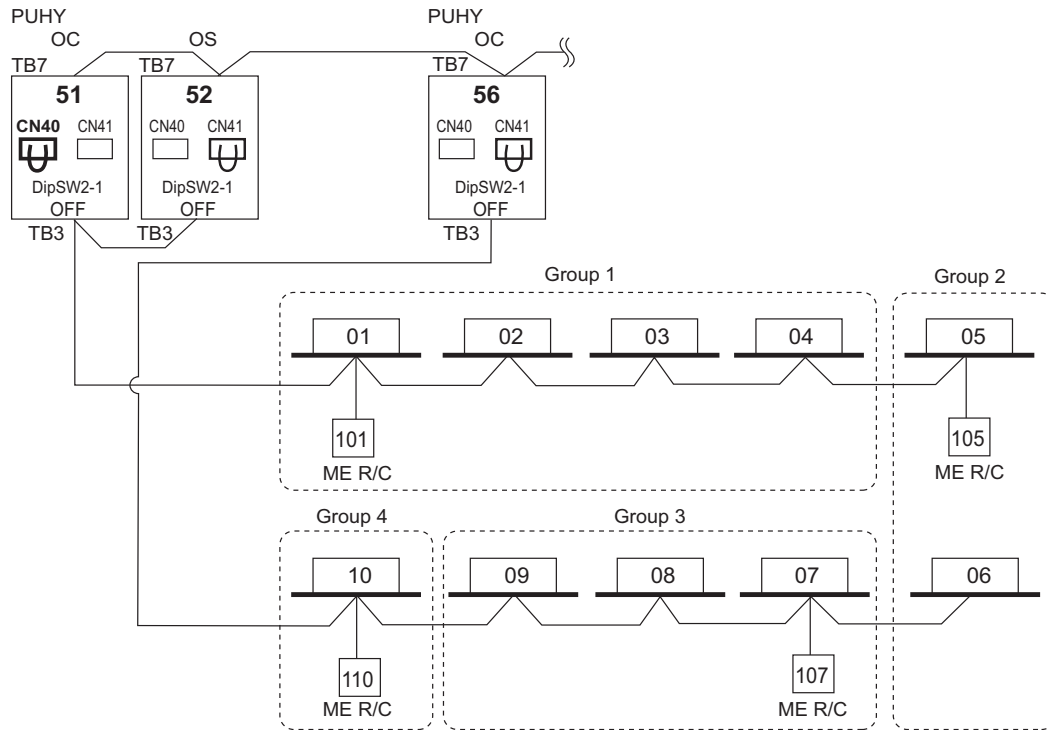 PUHY PUHY
OC OS OC
TB7 TB7 TB7
51 52 56
CN40 CN41 CN40 CN41 CN40 CN41
DipSW2-1 DipSW2-1 DipSW2-1
OFF OFF OFF
TB3 TB3 TB3
Group 1 Group 2
01 02 03 04 05
101 105
ME R/C ME R/C
Group 4 Group 3
10 09 08 07 06
110 107
ME R/C ME R/C